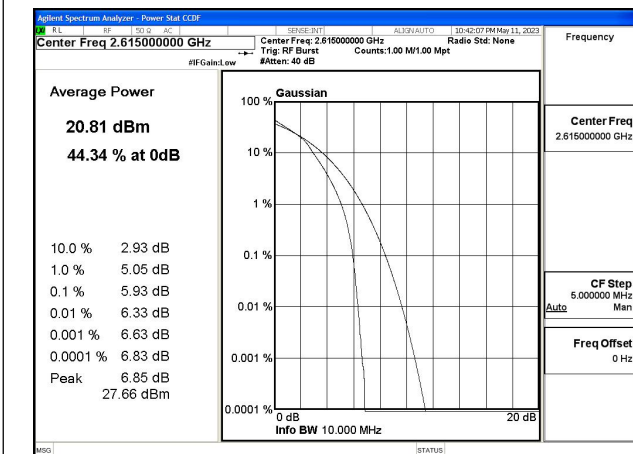 Agilent Spectrum Analyzer - Power Stat CCDF
RL RF 50 Ω AC SENSE:INT ALIGN AUTO 10:42:07 PM May 11, 2023
Center Freq 2.615000000 GHz
Center Freq: 2.615000000 GHz Radio Std: None
Trig: RF Burst Counts:1.00 M/1.00 Mpt
#IFGain:Low #Atten: 40 dB
Frequency
Average Power
20.81 dBm
44.34 % at 0dB
10.0 % 2.93 dB
1.0 % 5.05 dB
0.1 % 5.93 dB
0.01 % 6.33 dB
0.001 % 6.63 dB
0.0001 % 6.83 dB
Peak 6.85 dB
27.66 dBm
Gaussian
100 %
10 %
1 %
0.1 %
0.01 %
0.001 %
0.0001 %
0 dB 20 dB
Info BW 10.000 MHz
Center Freq
2.615000000 GHz
CF Step
5.000000 MHz
Auto Man
Freq Offset
0 Hz
MSG STATUS